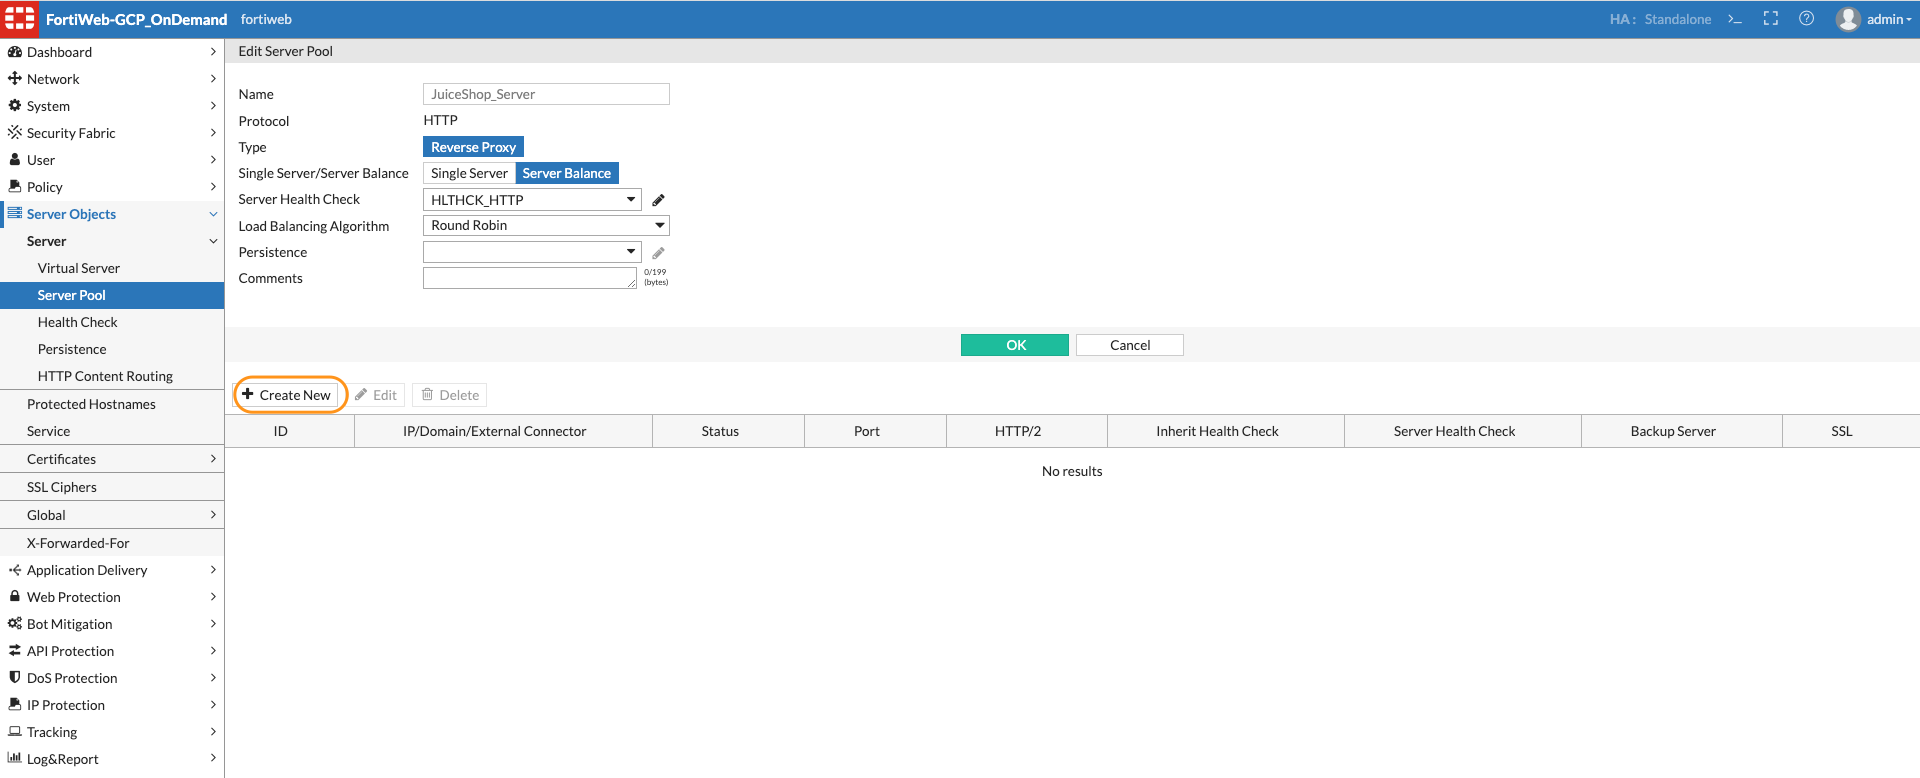 FortiWeb-GCP_OnDemand fortiweb HA: Standalone >_ ? admin
Dashboard
Network
System
Security Fabric
User
Policy
Server Objects
Server
Virtual Server
Server Pool
Health Check
Persistence
HTTP Content Routing
Protected Hostnames
Service
Certificates
SSL Ciphers
Global
X-Forwarded-For
Application Delivery
Web Protection
Bot Mitigation
API Protection
DoS Protection
IP Protection
Tracking
Log&Report
Edit Server Pool
Name JuiceShop_Server
Protocol HTTP
Type Reverse Proxy
Single Server/Server Balance Single Server Server Balance
Server Health Check HLTHCK_HTTP
Load Balancing Algorithm Round Robin
Persistence
Comments 0/199
(bytes)
OK Cancel
+ Create New Edit Delete
ID IP/Domain/External Connector Status Port HTTP/2 Inherit Health Check Server Health Check Backup Server SSL
No results